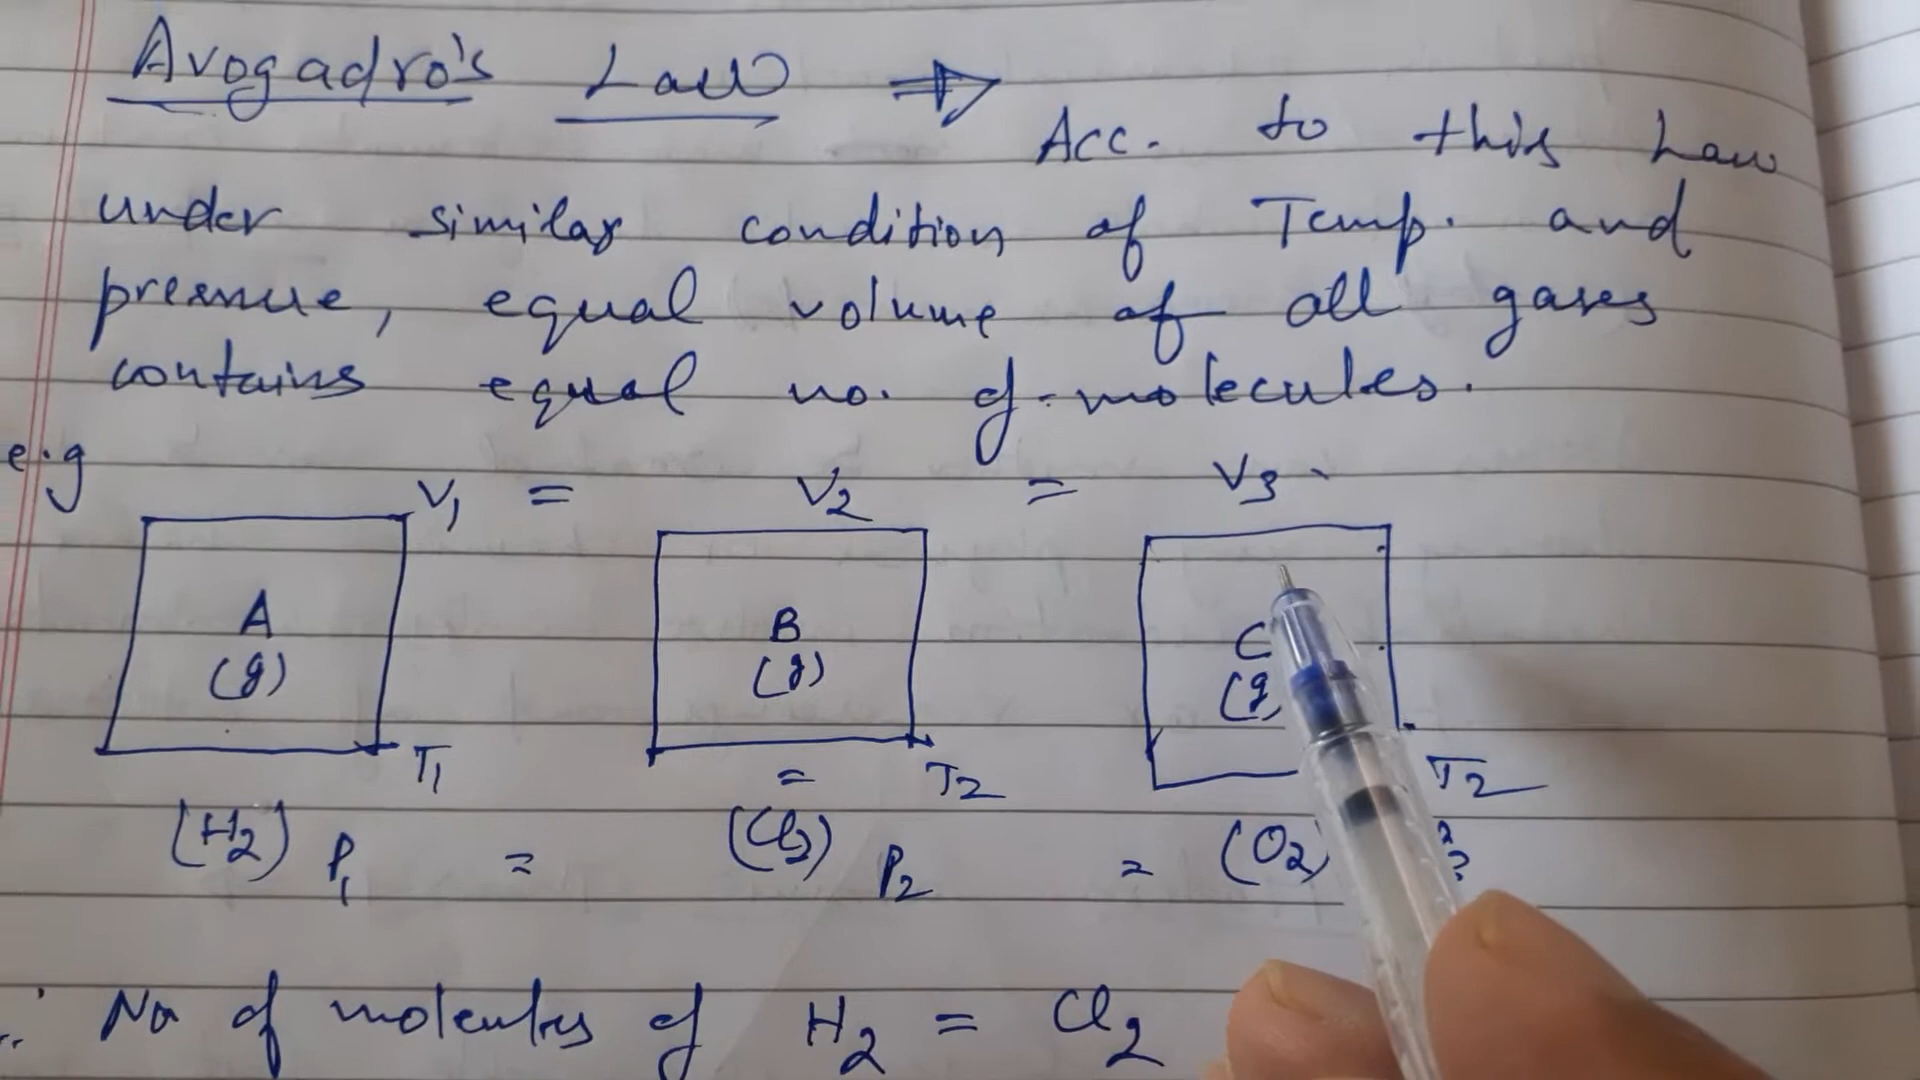 Avogadro's Law ⇒
Acc. to this Law
under similar condition of Temp. and
pressure, equal volume of all gases
contains equal no. of molecules.
e.g
V1 = V2 = V3
A B C
(g) (g) (g
T1 = T2 T2
(H2) P1 = (Cl2) P2 = (O2)
∴ No of molecules of H2 = Cl2